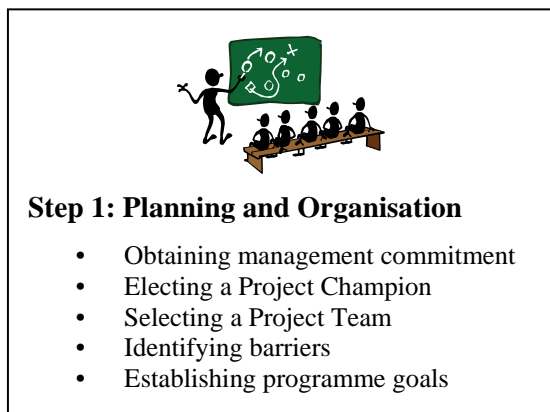 Step 1: Planning and Organisation
• Obtaining management commitment
• Electing a Project Champion
• Selecting a Project Team
• Identifying barriers
• Establishing programme goals